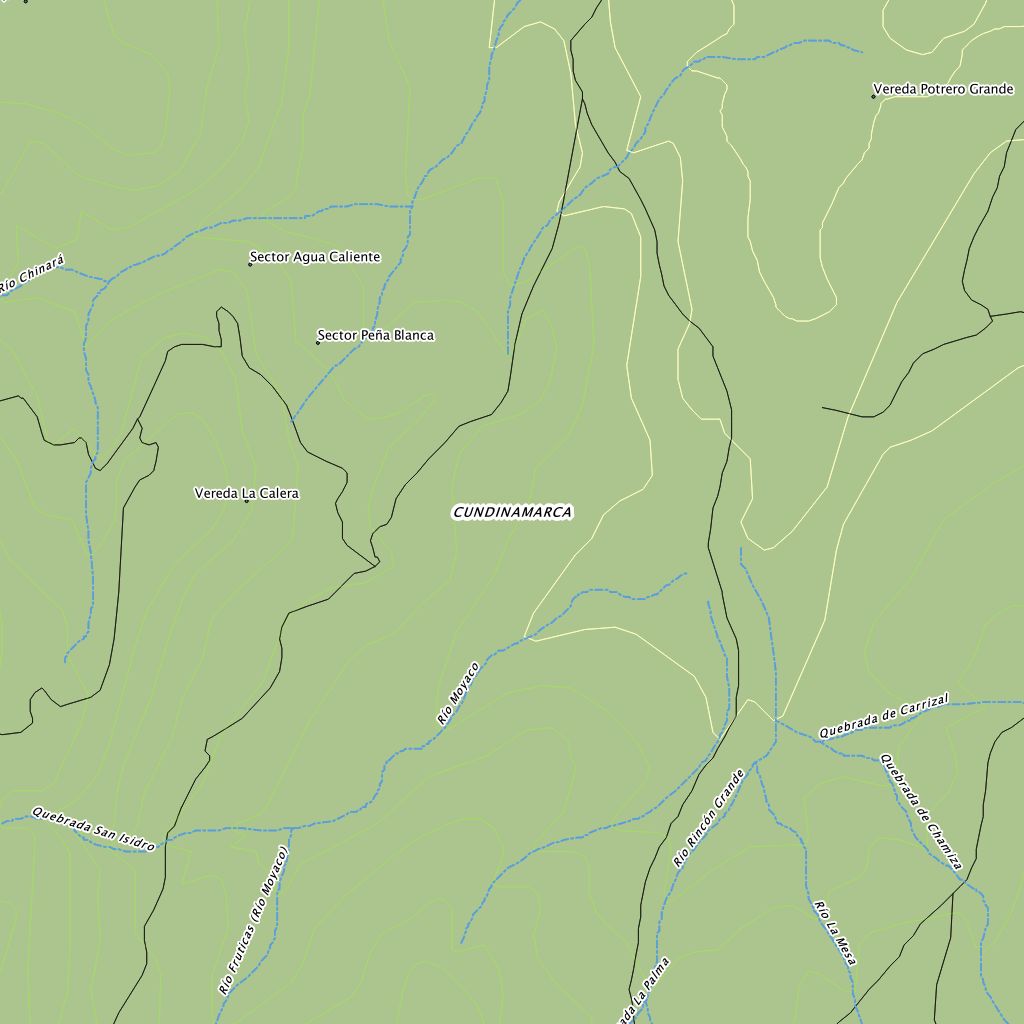 Vereda Potrero Grande
Sector Agua Caliente
Río Chinará
Sector Peña Blanca
Vereda La Calera
CUNDINAMARCA
Río Moyaco
Quebrada de Carrizal
Quebrada de Chamiza
Río Rincón Grande
Quebrada San Isidro
Río Fruticas (Río Moyaco)
Río La Mesa
ada La Palma